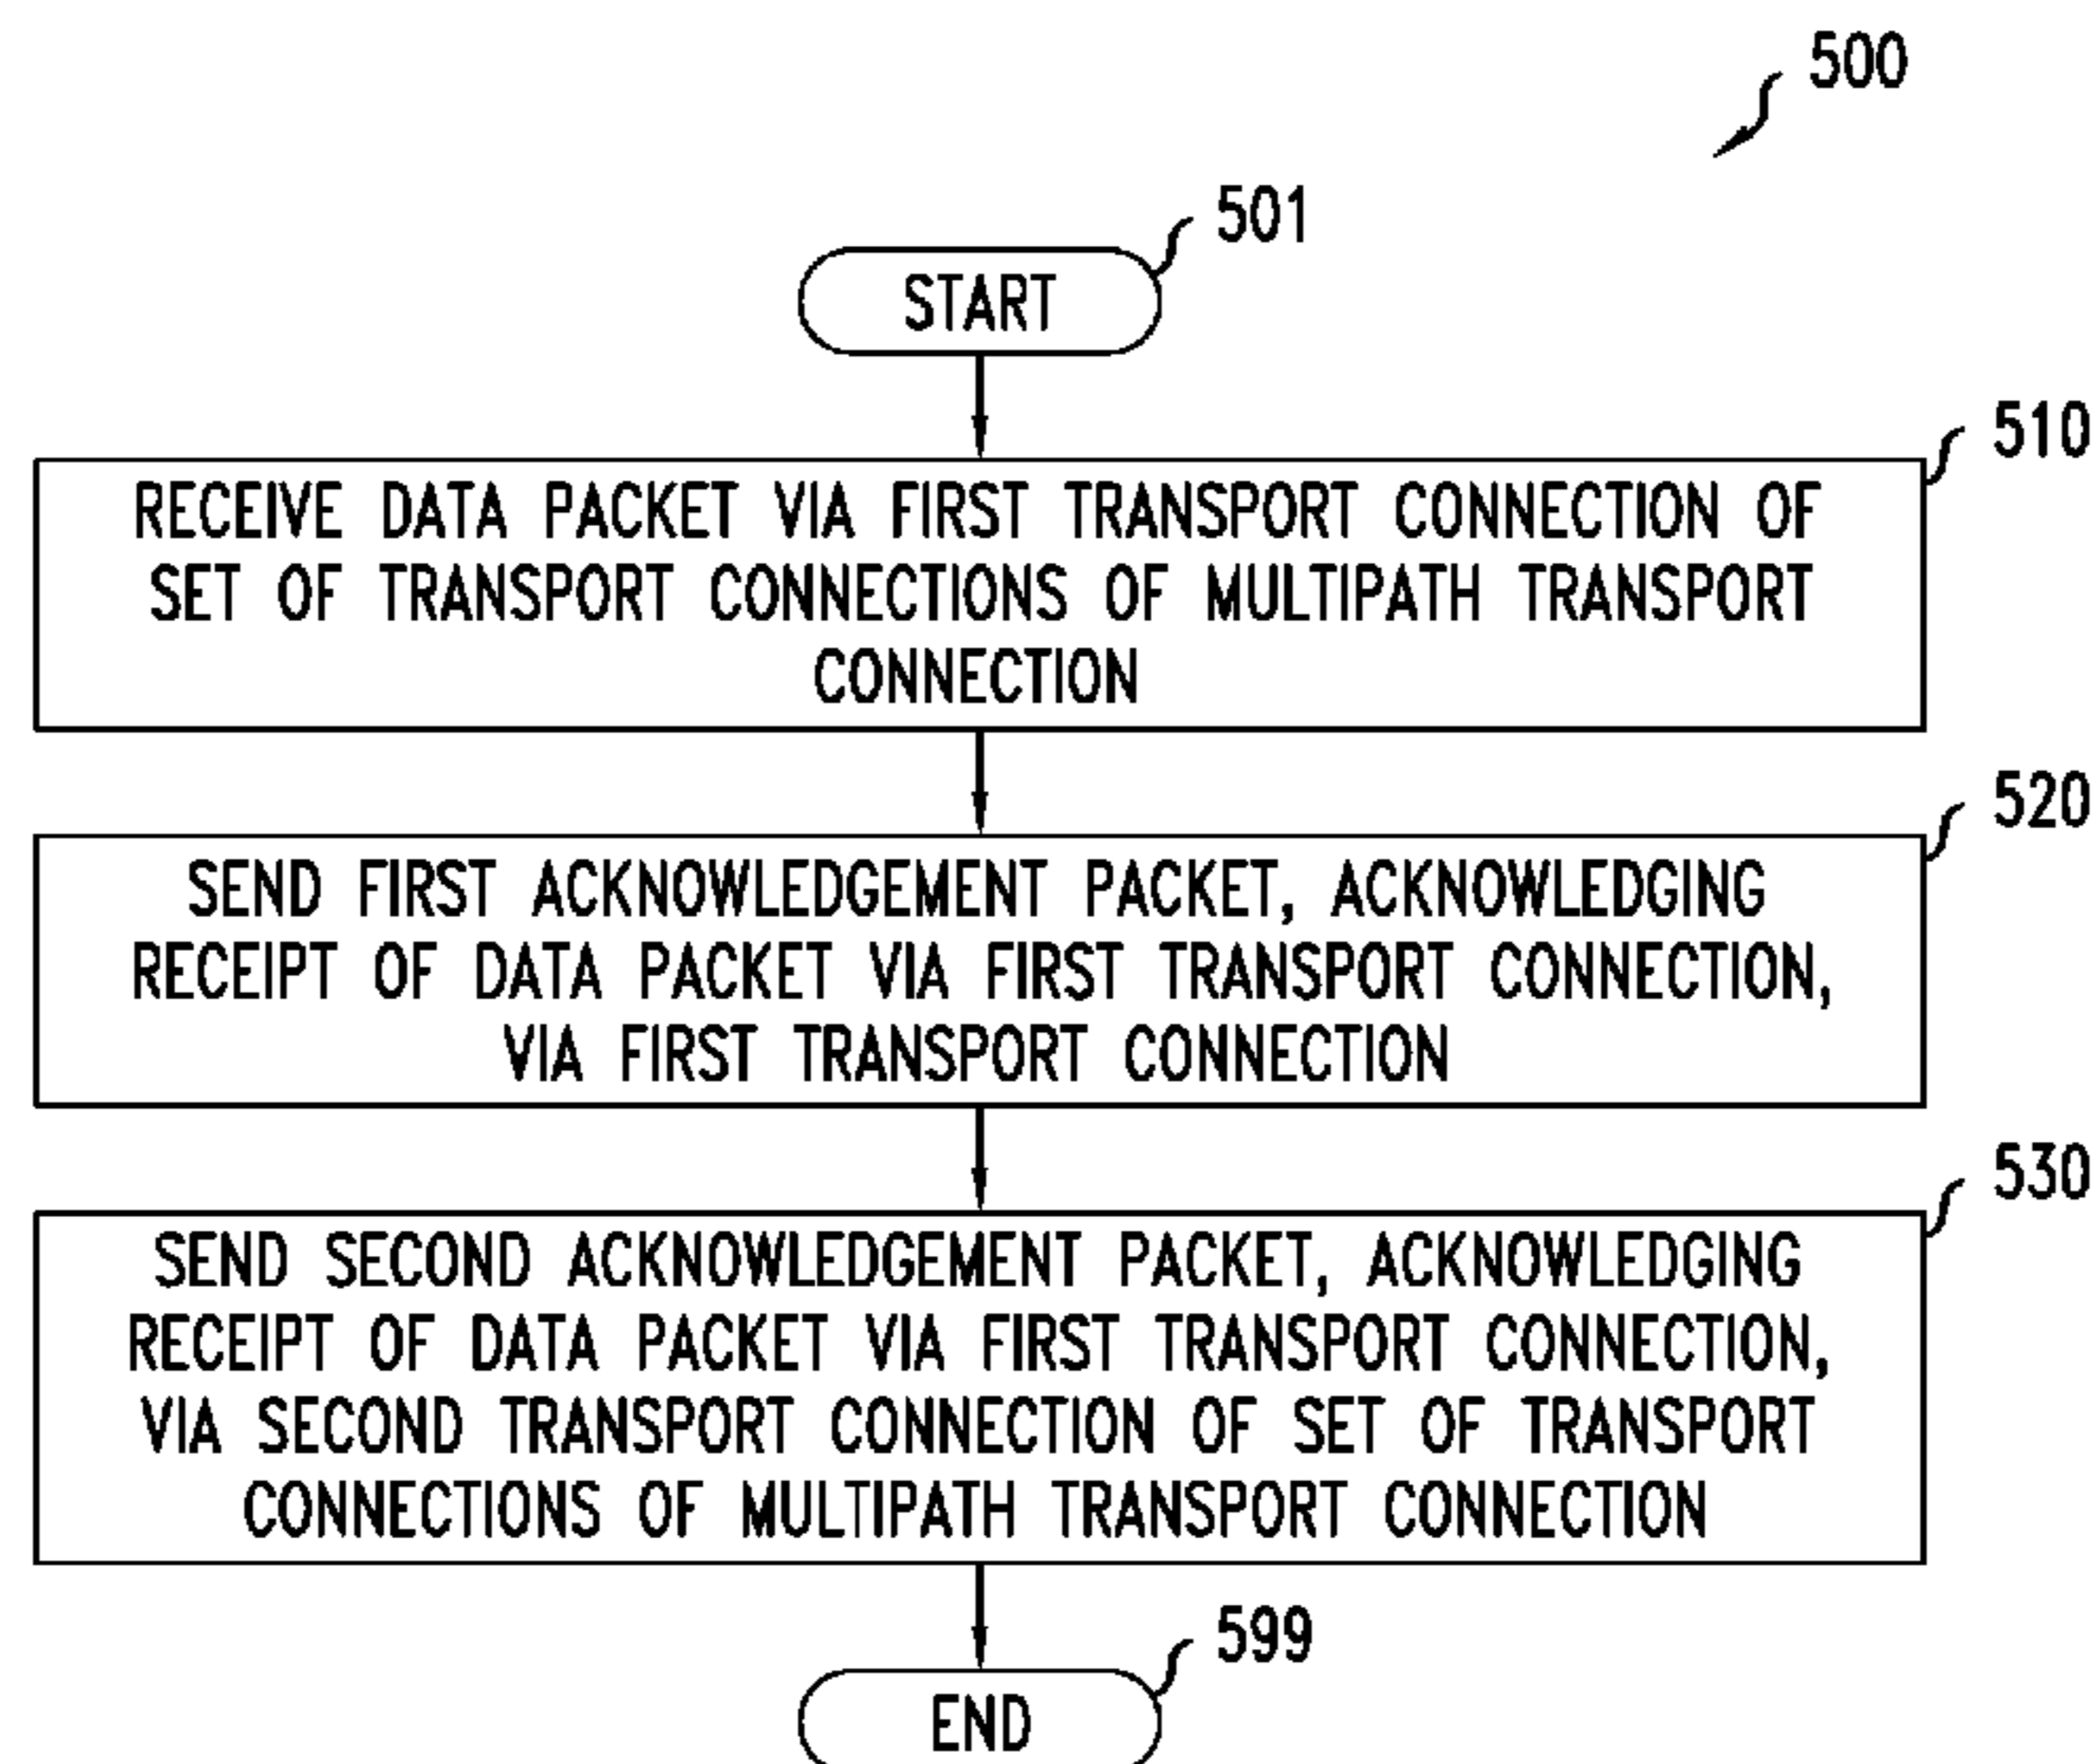 500
501
START
510
RECEIVE DATA PACKET VIA FIRST TRANSPORT CONNECTION OF
SET OF TRANSPORT CONNECTIONS OF MULTIPATH TRANSPORT
CONNECTION
520
SEND FIRST ACKNOWLEDGEMENT PACKET, ACKNOWLEDGING
RECEIPT OF DATA PACKET VIA FIRST TRANSPORT CONNECTION,
VIA FIRST TRANSPORT CONNECTION
530
SEND SECOND ACKNOWLEDGEMENT PACKET, ACKNOWLEDGING
RECEIPT OF DATA PACKET VIA FIRST TRANSPORT CONNECTION,
VIA SECOND TRANSPORT CONNECTION OF SET OF TRANSPORT
CONNECTIONS OF MULTIPATH TRANSPORT CONNECTION
599
END